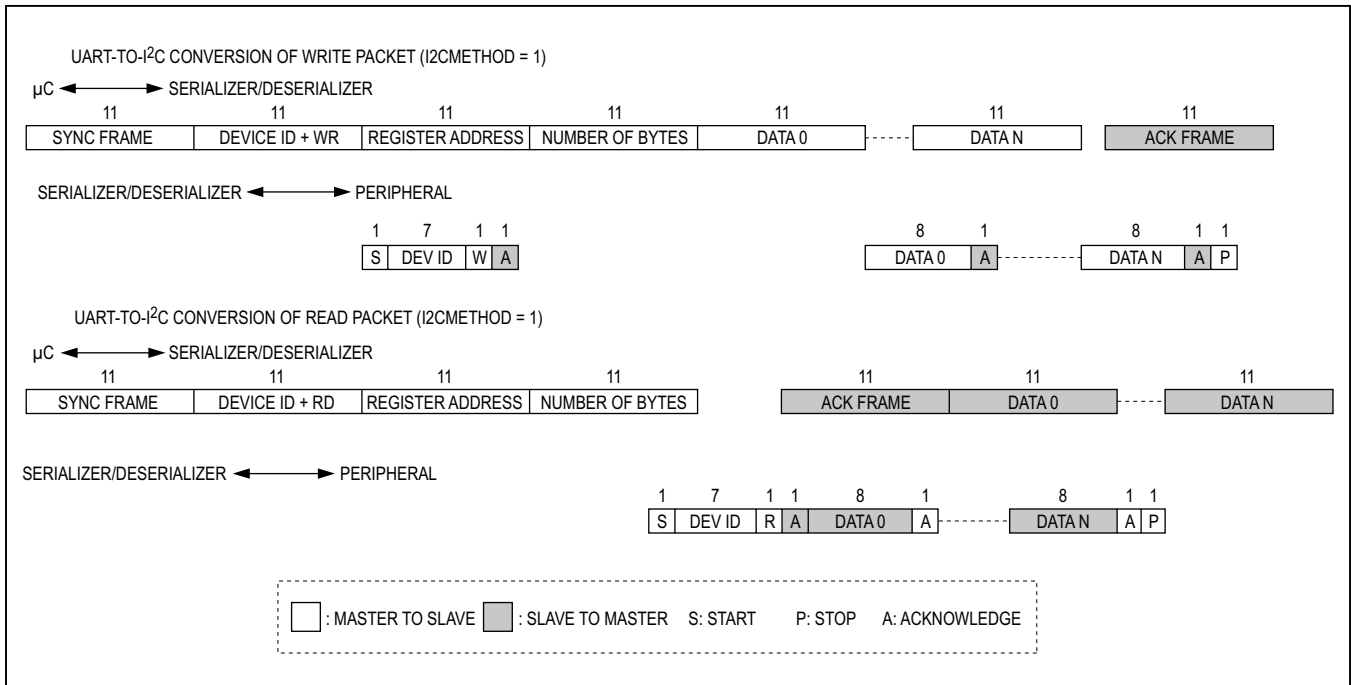 UART-TO-I2C CONVERSION OF WRITE PACKET (I2CMETHOD = 1)
µC SERIALIZER/DESERIALIZER
11 11 11 11 11 11 11
SYNC FRAME DEVICE ID + WR REGISTER ADDRESS NUMBER OF BYTES DATA 0 DATA N ACK FRAME
SERIALIZER/DESERIALIZER PERIPHERAL
1 7 1 1 8 1 8 1 1
S DEV ID W A DATA 0 A DATA N A P
UART-TO-I2C CONVERSION OF READ PACKET (I2CMETHOD = 1)
µC SERIALIZER/DESERIALIZER
11 11 11 11 11 11 11
SYNC FRAME DEVICE ID + RD REGISTER ADDRESS NUMBER OF BYTES ACK FRAME DATA 0 DATA N
SERIALIZER/DESERIALIZER PERIPHERAL
1 7 1 1 8 1 8 1 1
S DEV ID R A DATA 0 A DATA N A P
: MASTER TO SLAVE : SLAVE TO MASTER S: START P: STOP A: ACKNOWLEDGE